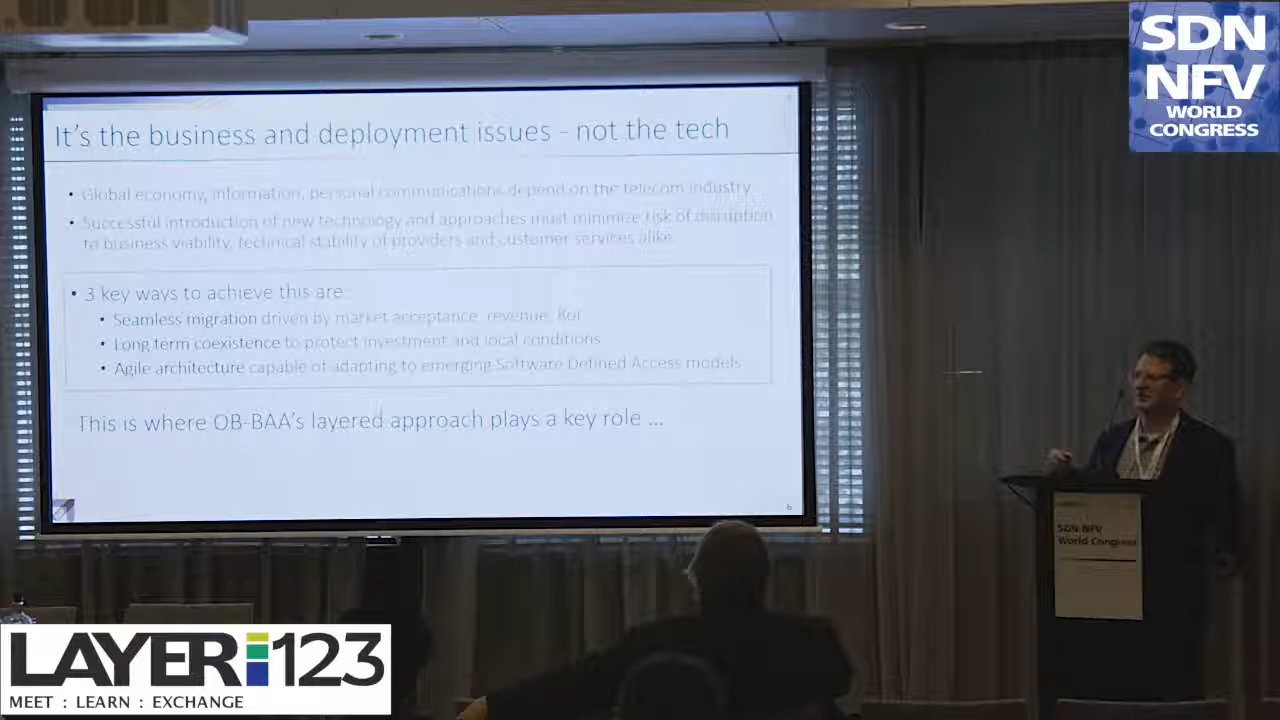 SDN
NFV
WORLD
CONGRESS
It's the business and deployment issues - not the tech
• Global economy, information, personal communications depend on the telecom industry
• Successful introduction of new technology and approaches must minimize risk of disruption
to business viability, technical stability of providers and customer services alike
• 3 key ways to achieve this are
• Seamless migration driven by market acceptance, revenue, RoI
• Long term coexistence to protect investment and local conditions
• Agile architecture capable of adapting to emerging Software Defined Access models
This is where OB-BAA's layered approach plays a key role ...
6
SDN NFV
World Congress
LAYER 123
MEET : LEARN : EXCHANGE